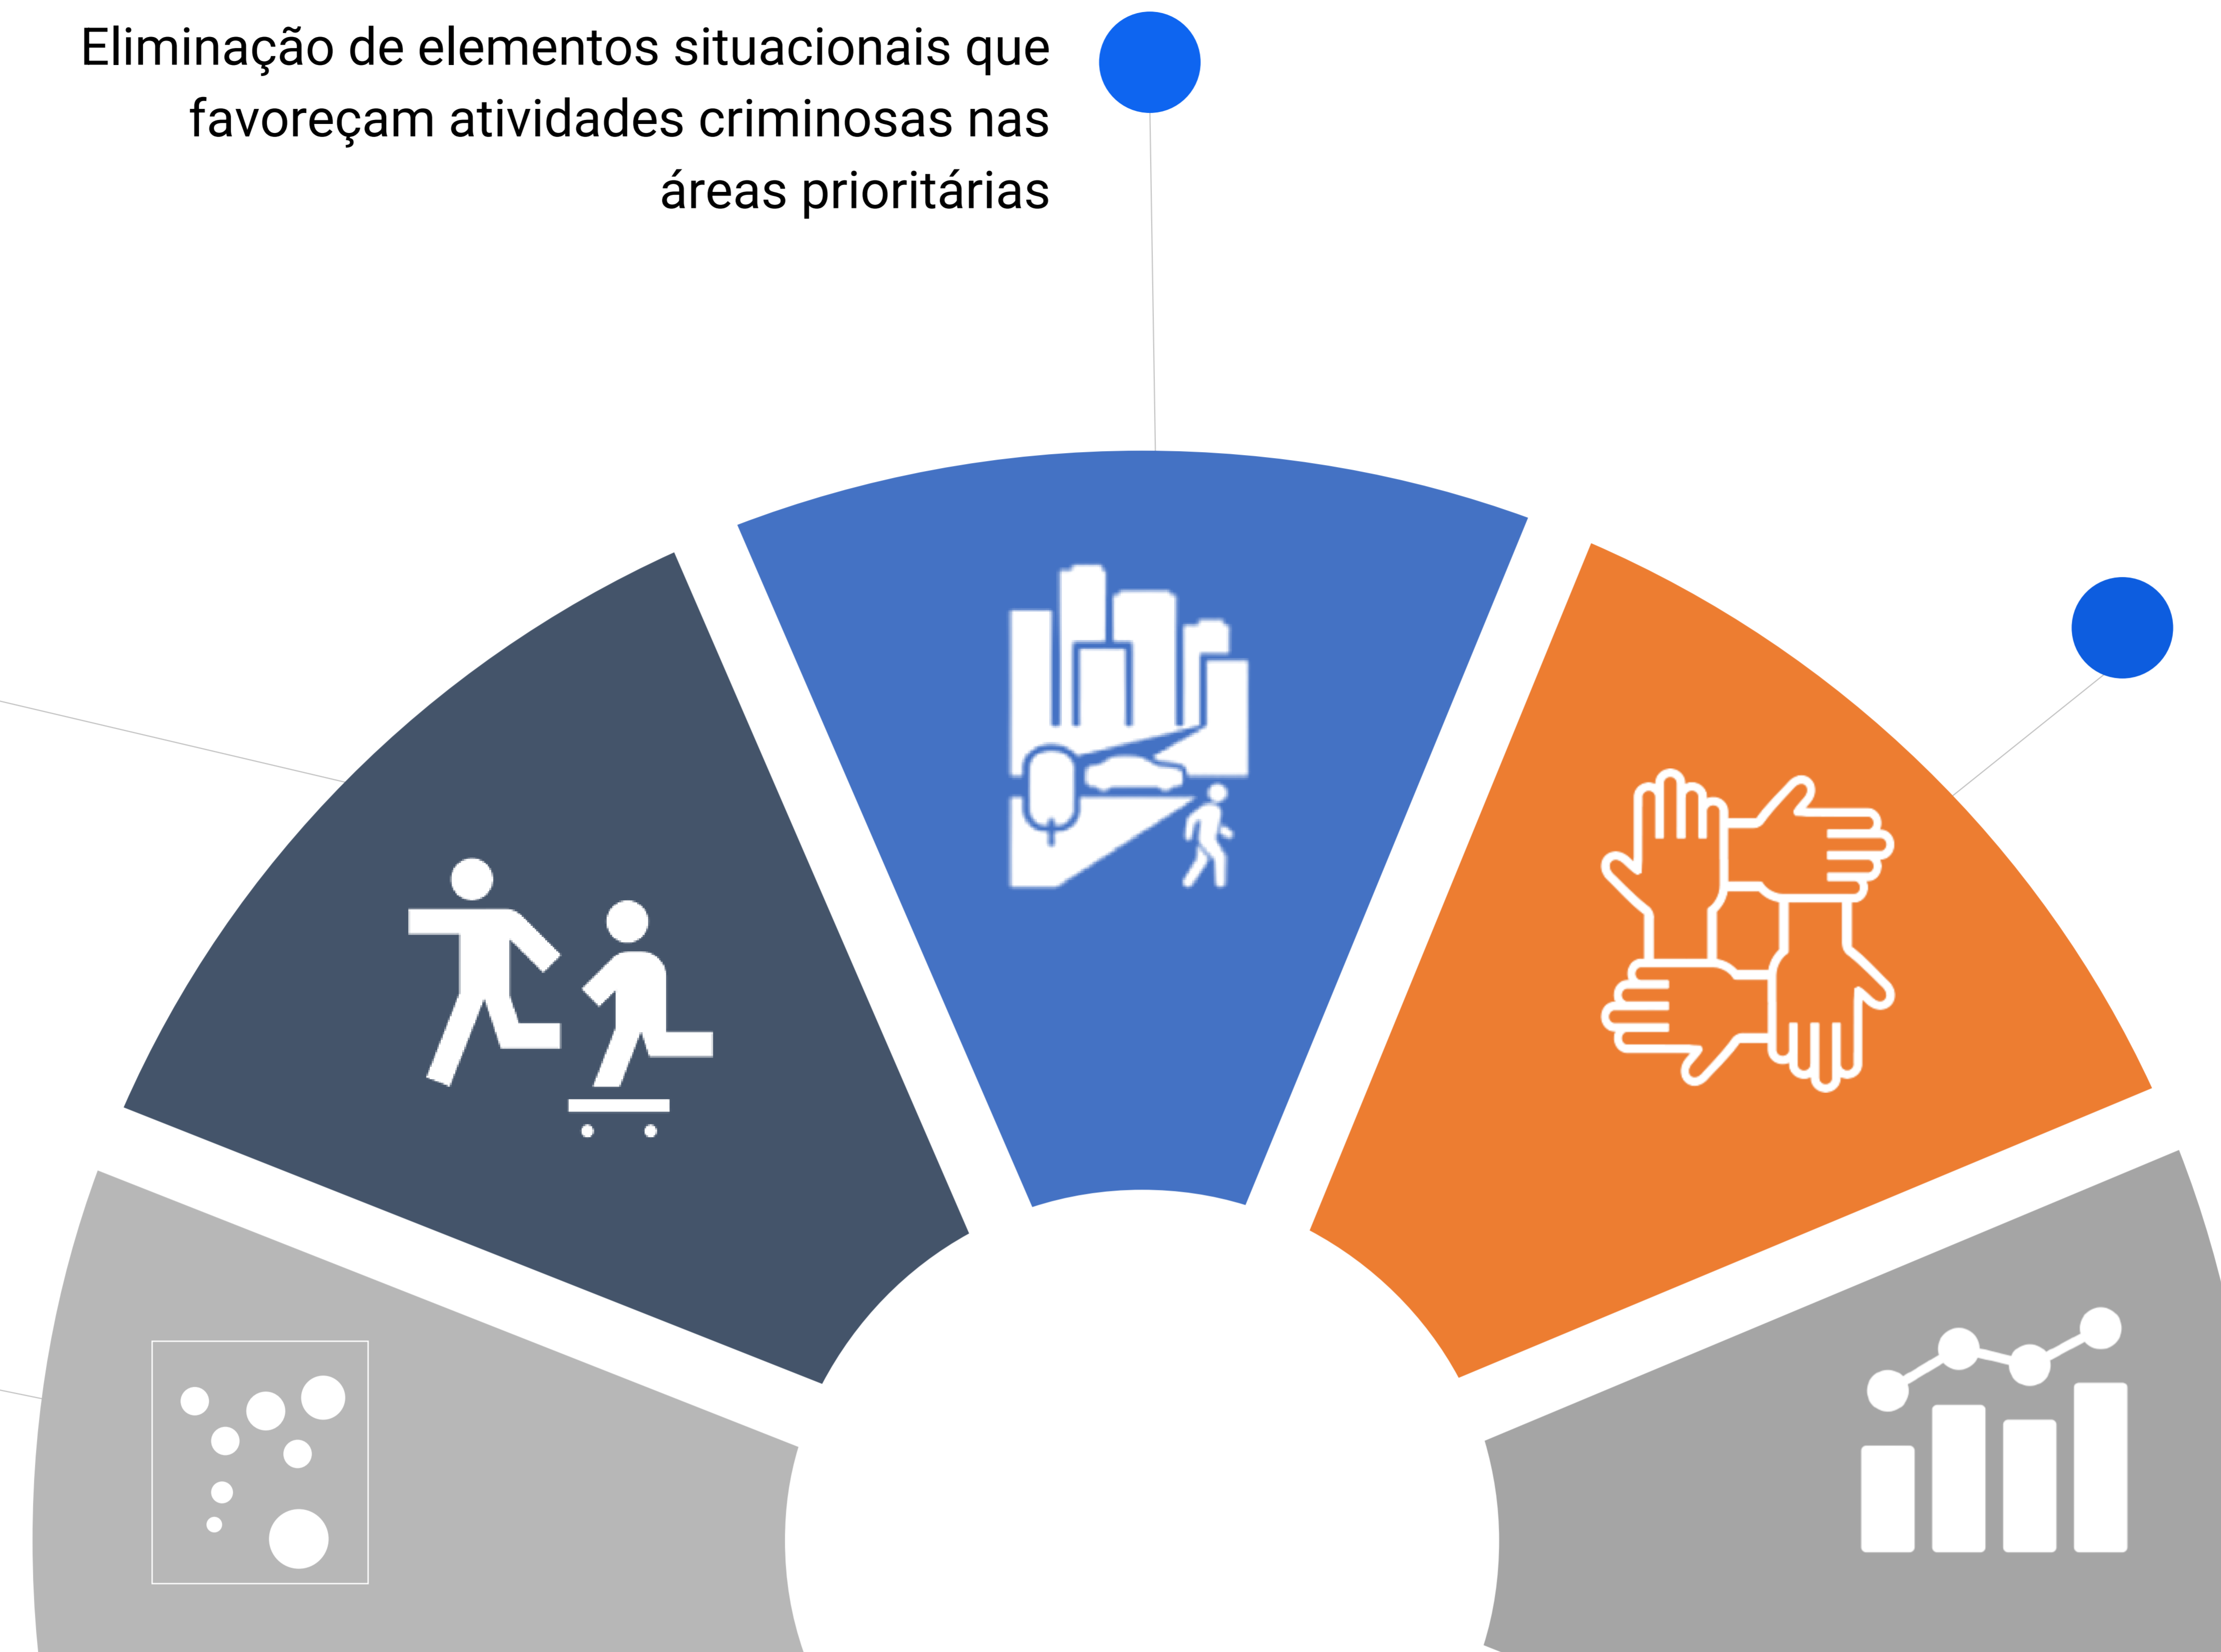 Eliminação de elementos situacionais que
favoreçam atividades criminosas nas
áreas prioritárias